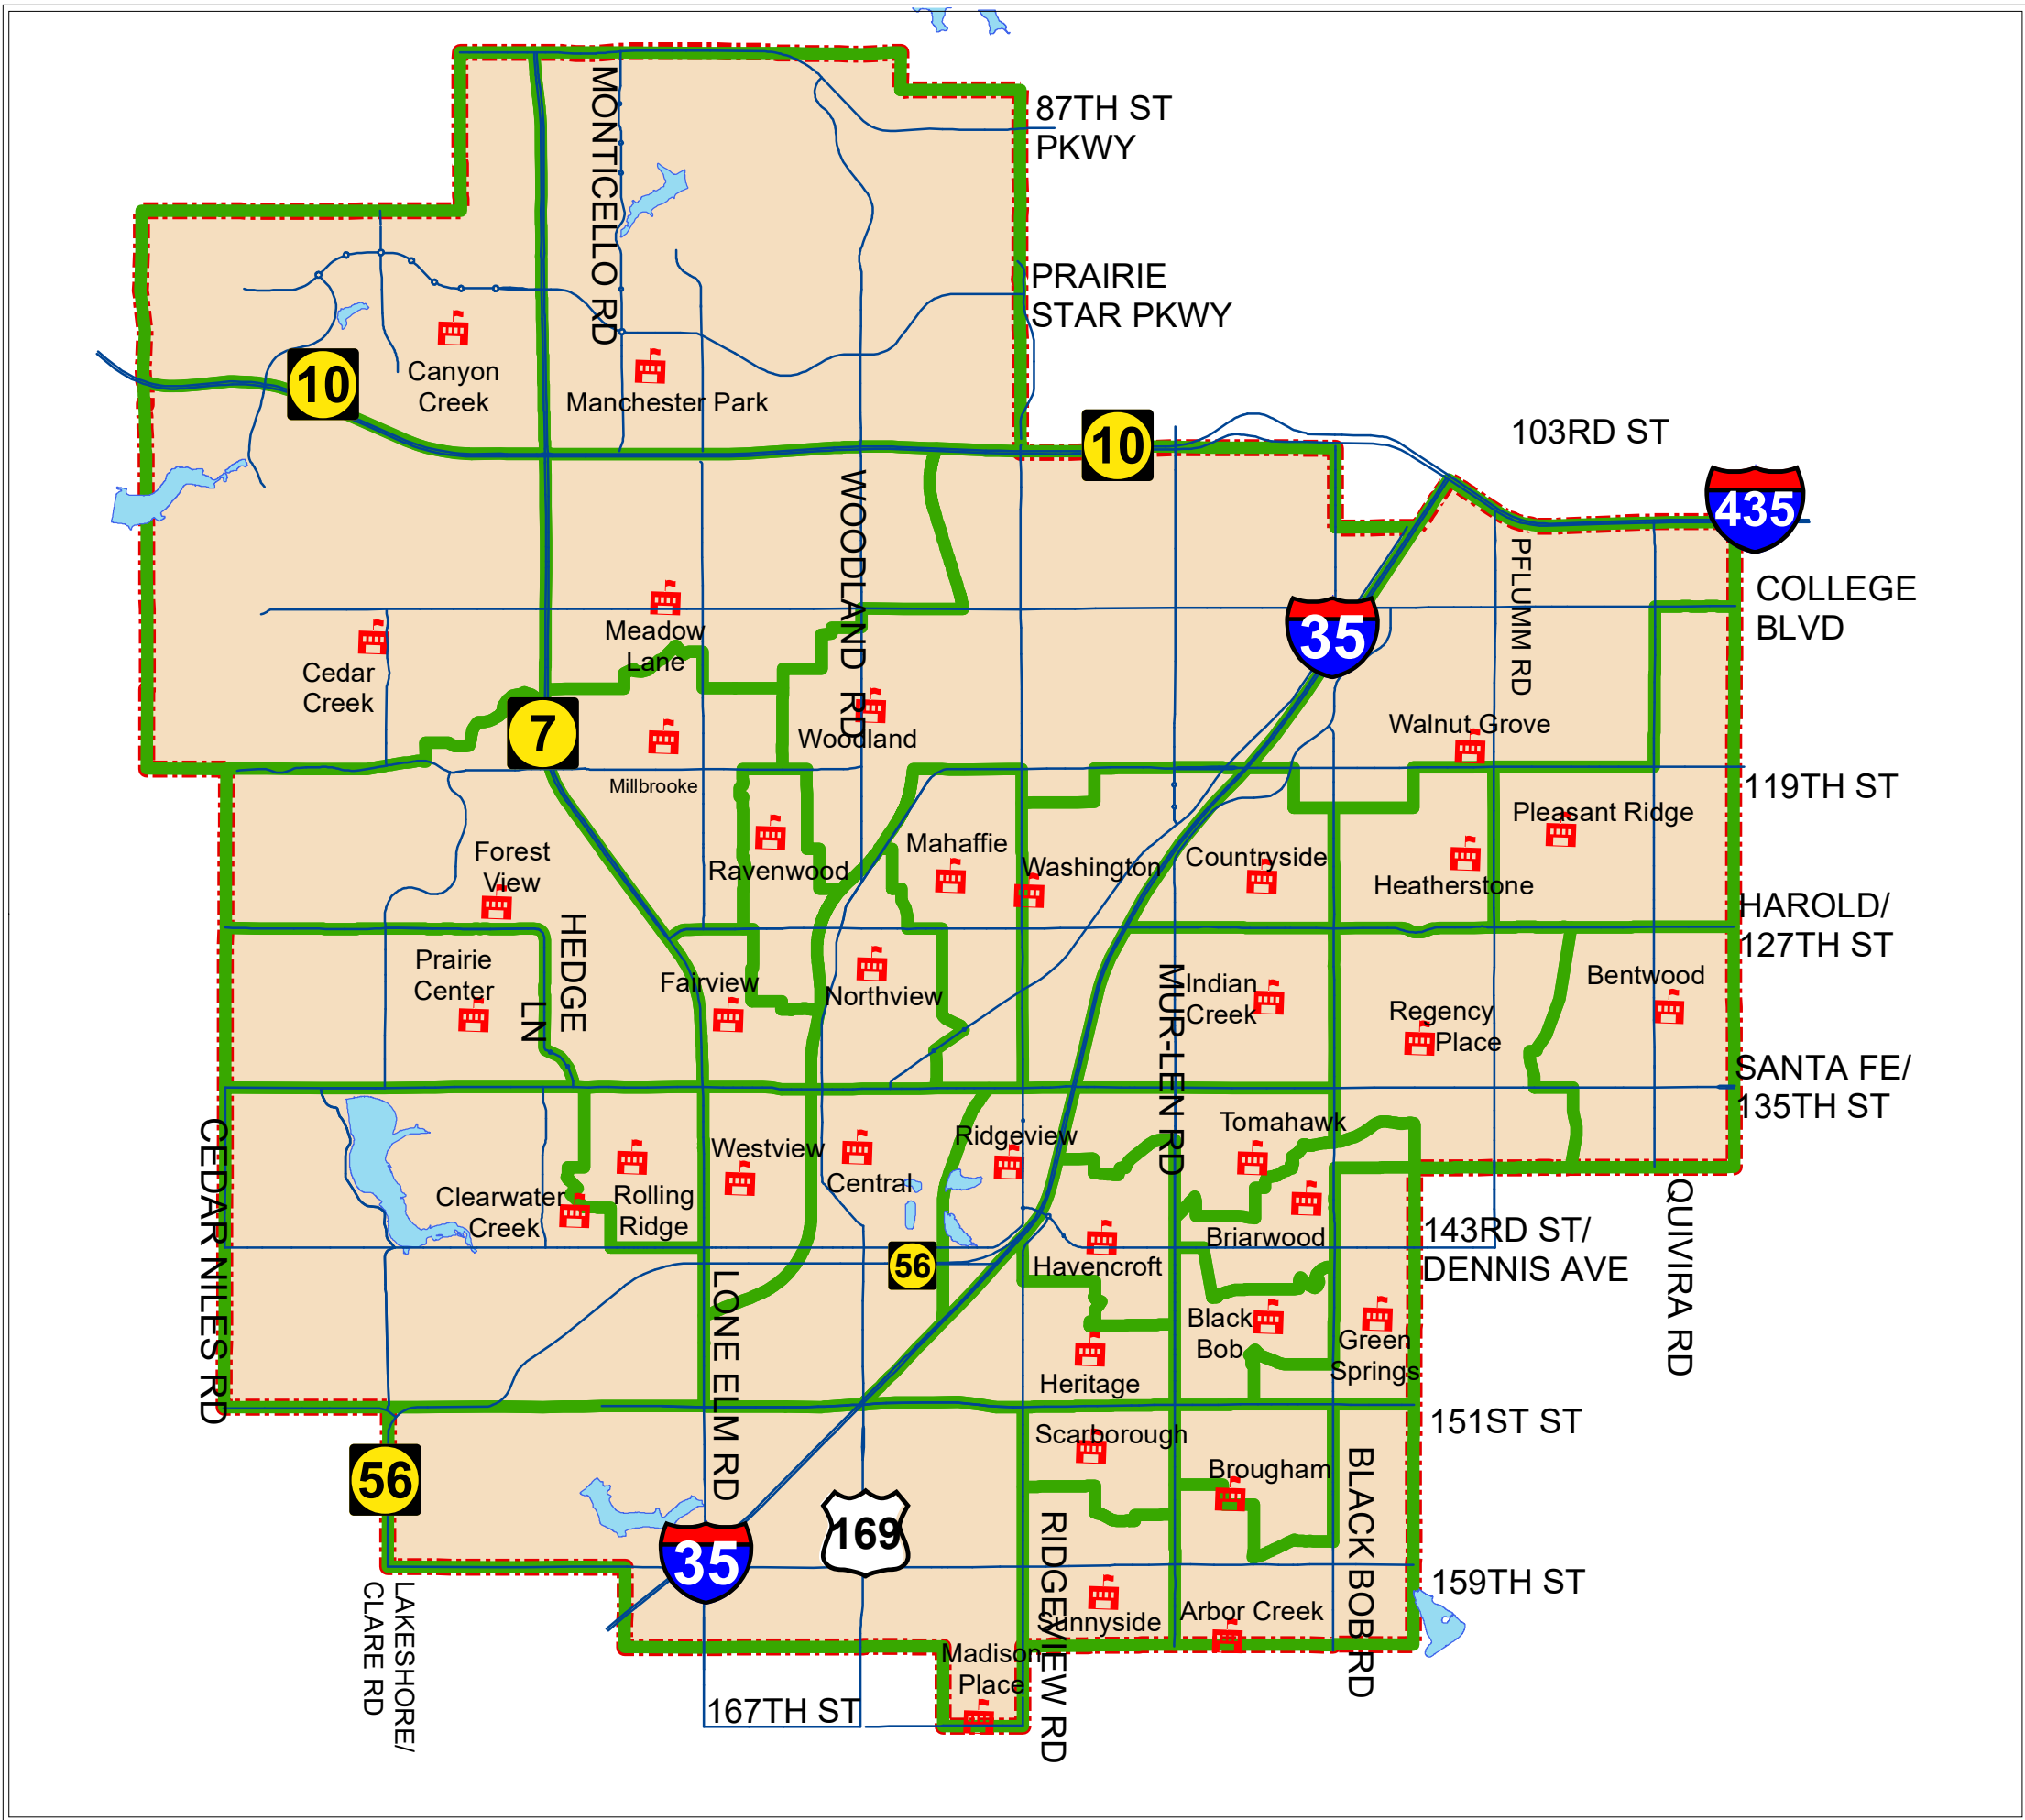 MONTICELLO RD
87TH ST
PKWY
PRAIRIE
STAR PKWY
10
Canyon
Creek
Manchester Park
10
103RD ST
435
WOODLAND RD
PFLUMM RD
COLLEGE
BLVD
35
Meadow
Lane
Cedar
Creek
7
Woodland
Walnut Grove
Millbrooke
119TH ST
Pleasant Ridge
Forest
View
Ravenwood
Mahaffie
Washington
Countryside
Heatherstone
HAROLD/
127TH ST
HEDGE
LN
Prairie
Center
Fairview
Northview
MUR-LEN RD
Indian
Creek
Regency
Place
Bentwood
SANTA FE/
135TH ST
CEDAR NILES RD
Clearwater
Creek
Rolling
Ridge
Westview
Central
Ridgeview
Tomahawk
Briarwood
QUIVIRA RD
143RD ST/
DENNIS AVE
56
Havencroft
LONE ELM RD
Black
Bob
Green
Springs
Heritage
151ST ST
56
Scarborough
Brougham
BLACK BOB RD
169
35
RIDGEVIEW RD
159TH ST
LAKESHORE/
CLARE RD
Sunnyside
Arbor Creek
Madison
Place
167TH ST